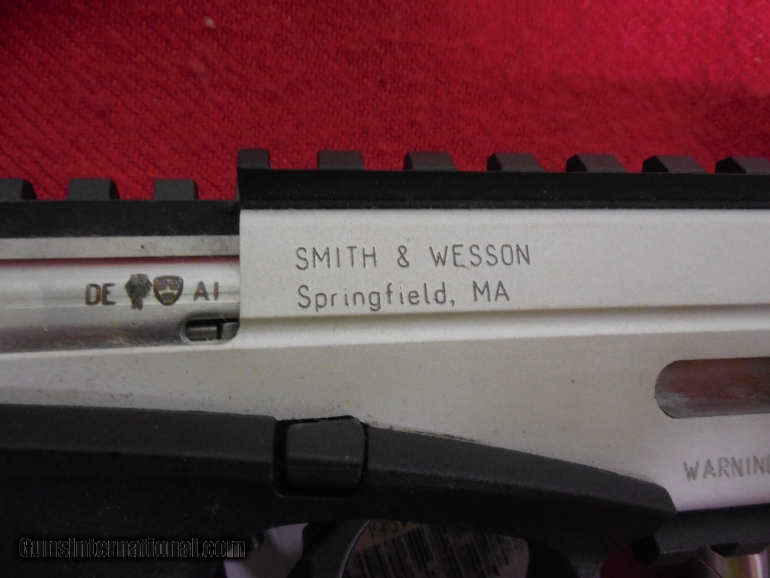 SMITH & WESSON
Springfield, MA
DE AI
WARNING
GunsInternational.com